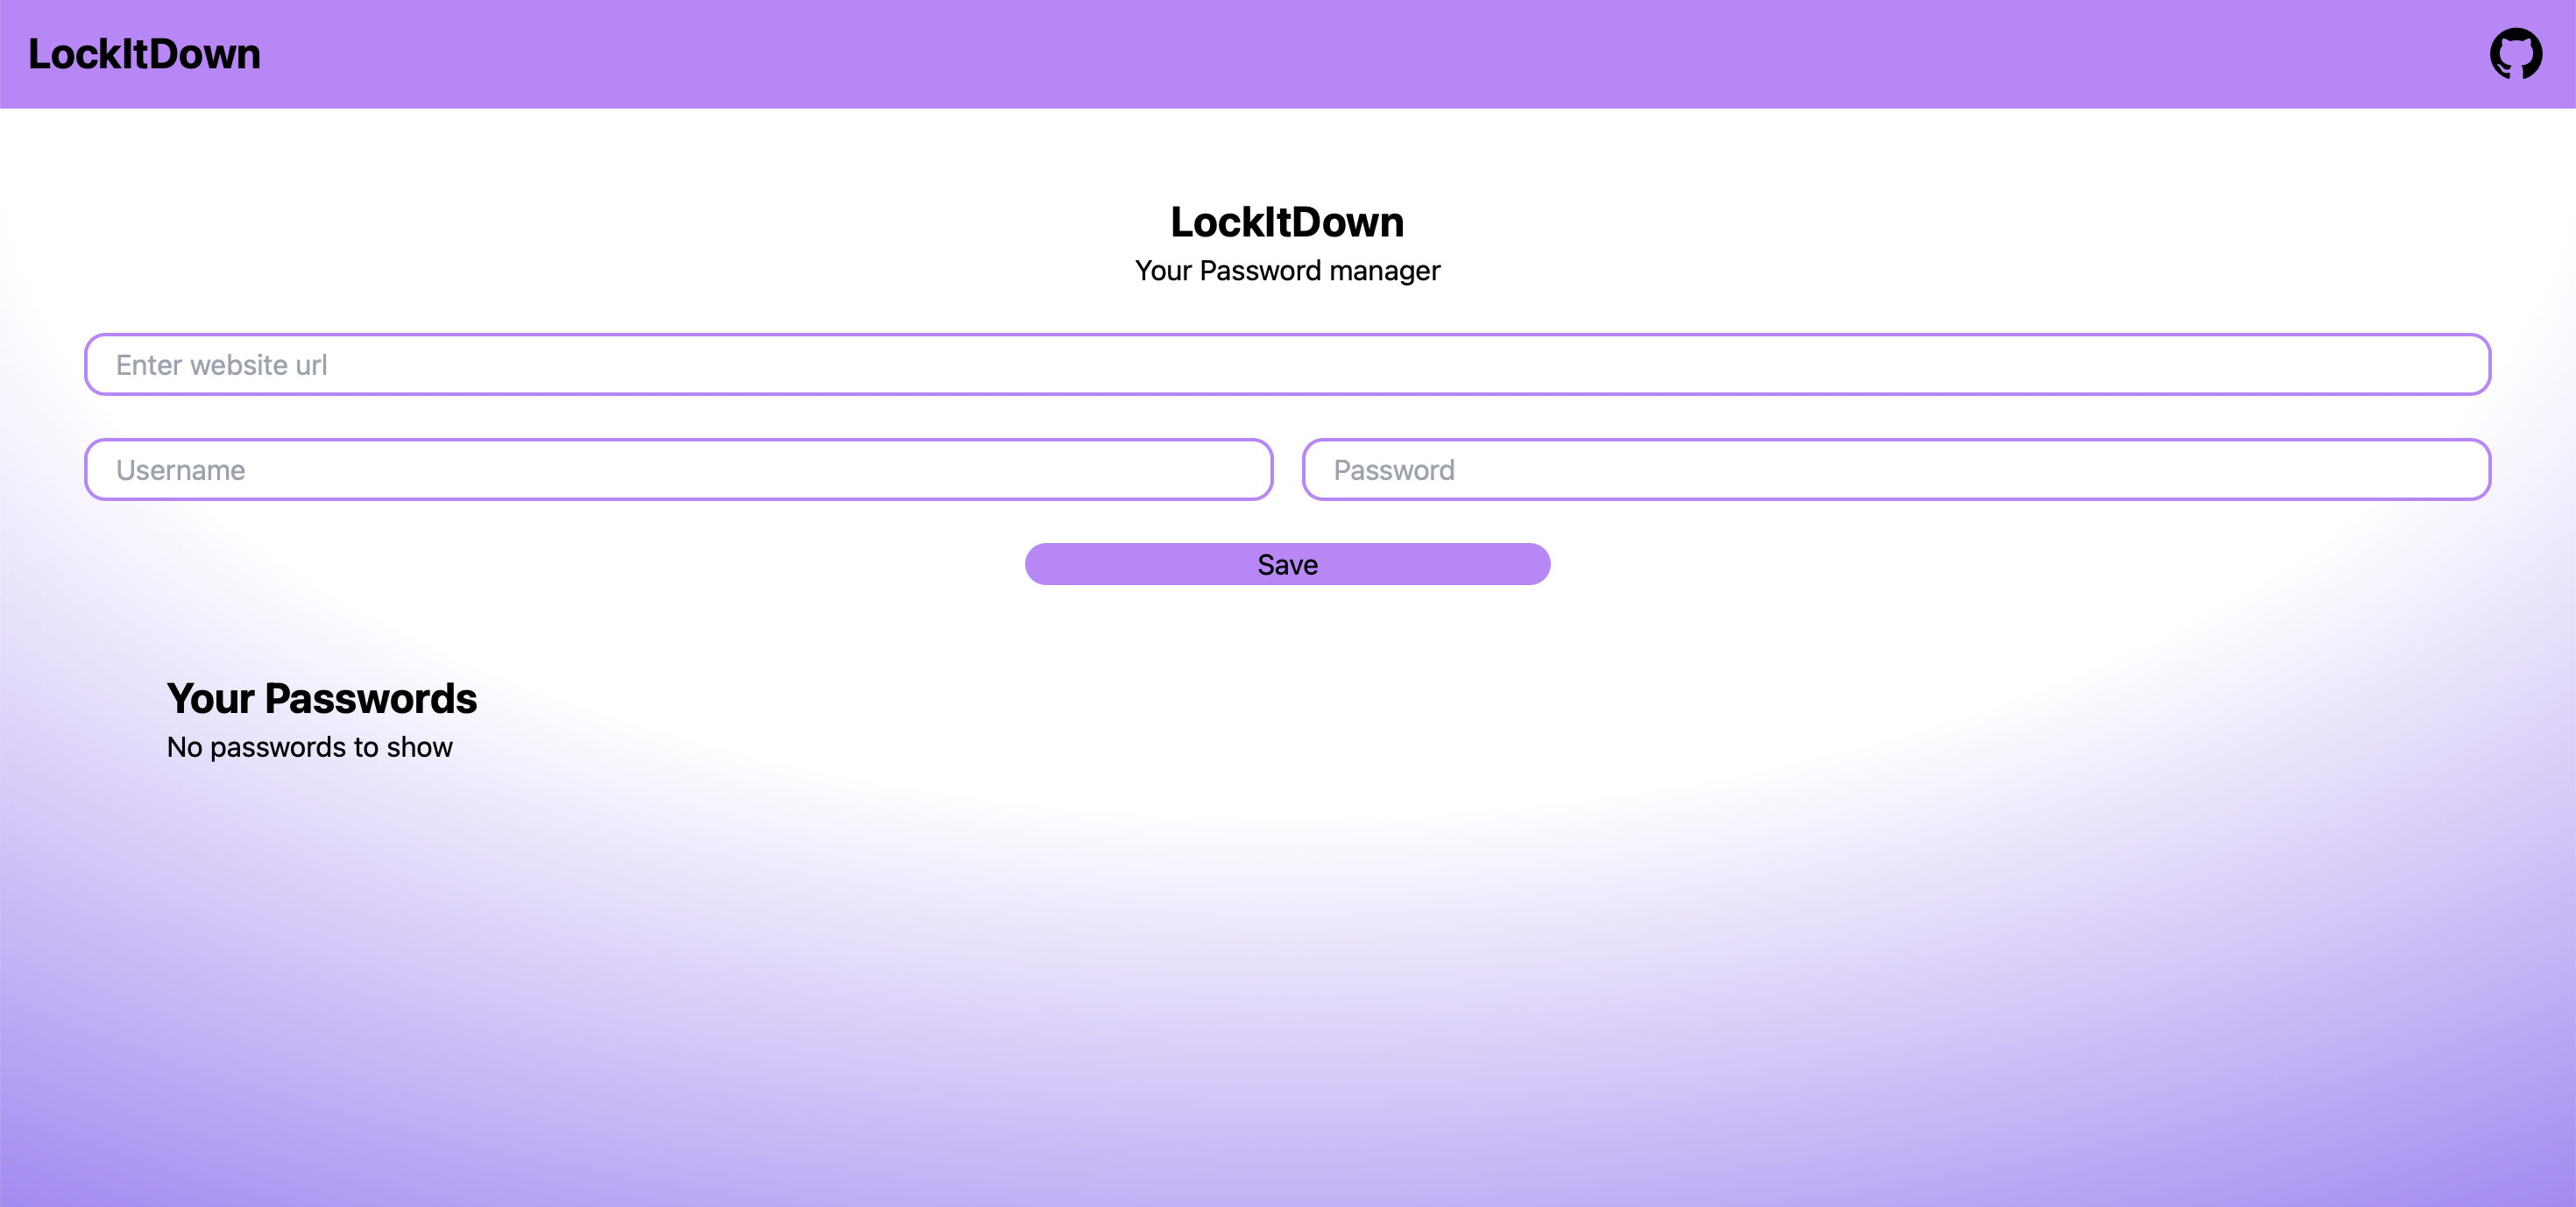 LockItDown
LockItDown
Your Password manager
Enter website url
Username
Password
Save
Your Passwords
No passwords to show